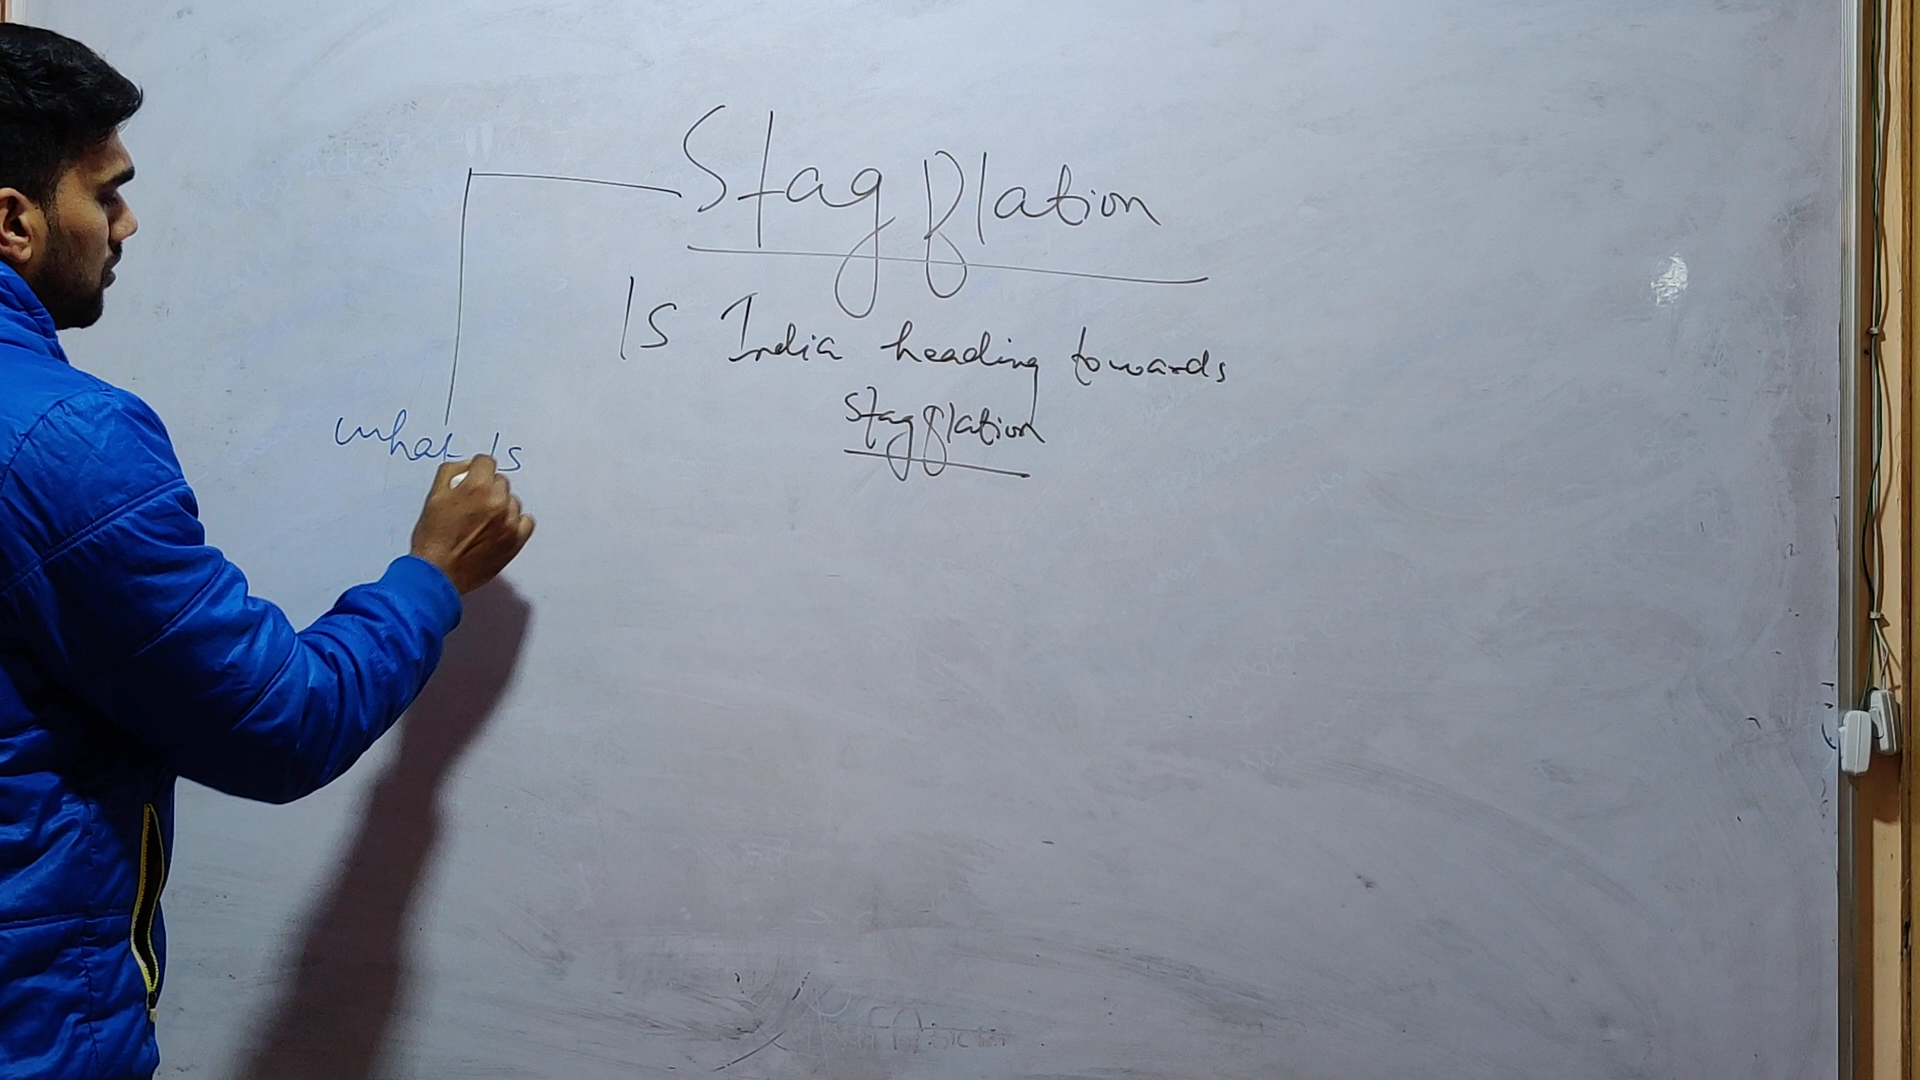 Stagflation
Is India heading towards
stagflation
what is